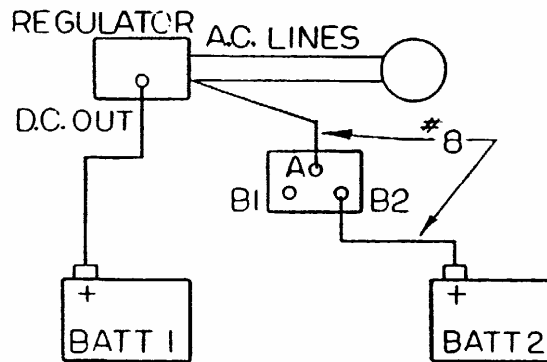 REGULATOR
A.C. LINES
D.C. OUT
#8
A
B1
B2
+
BATT 1
+
BATT 2